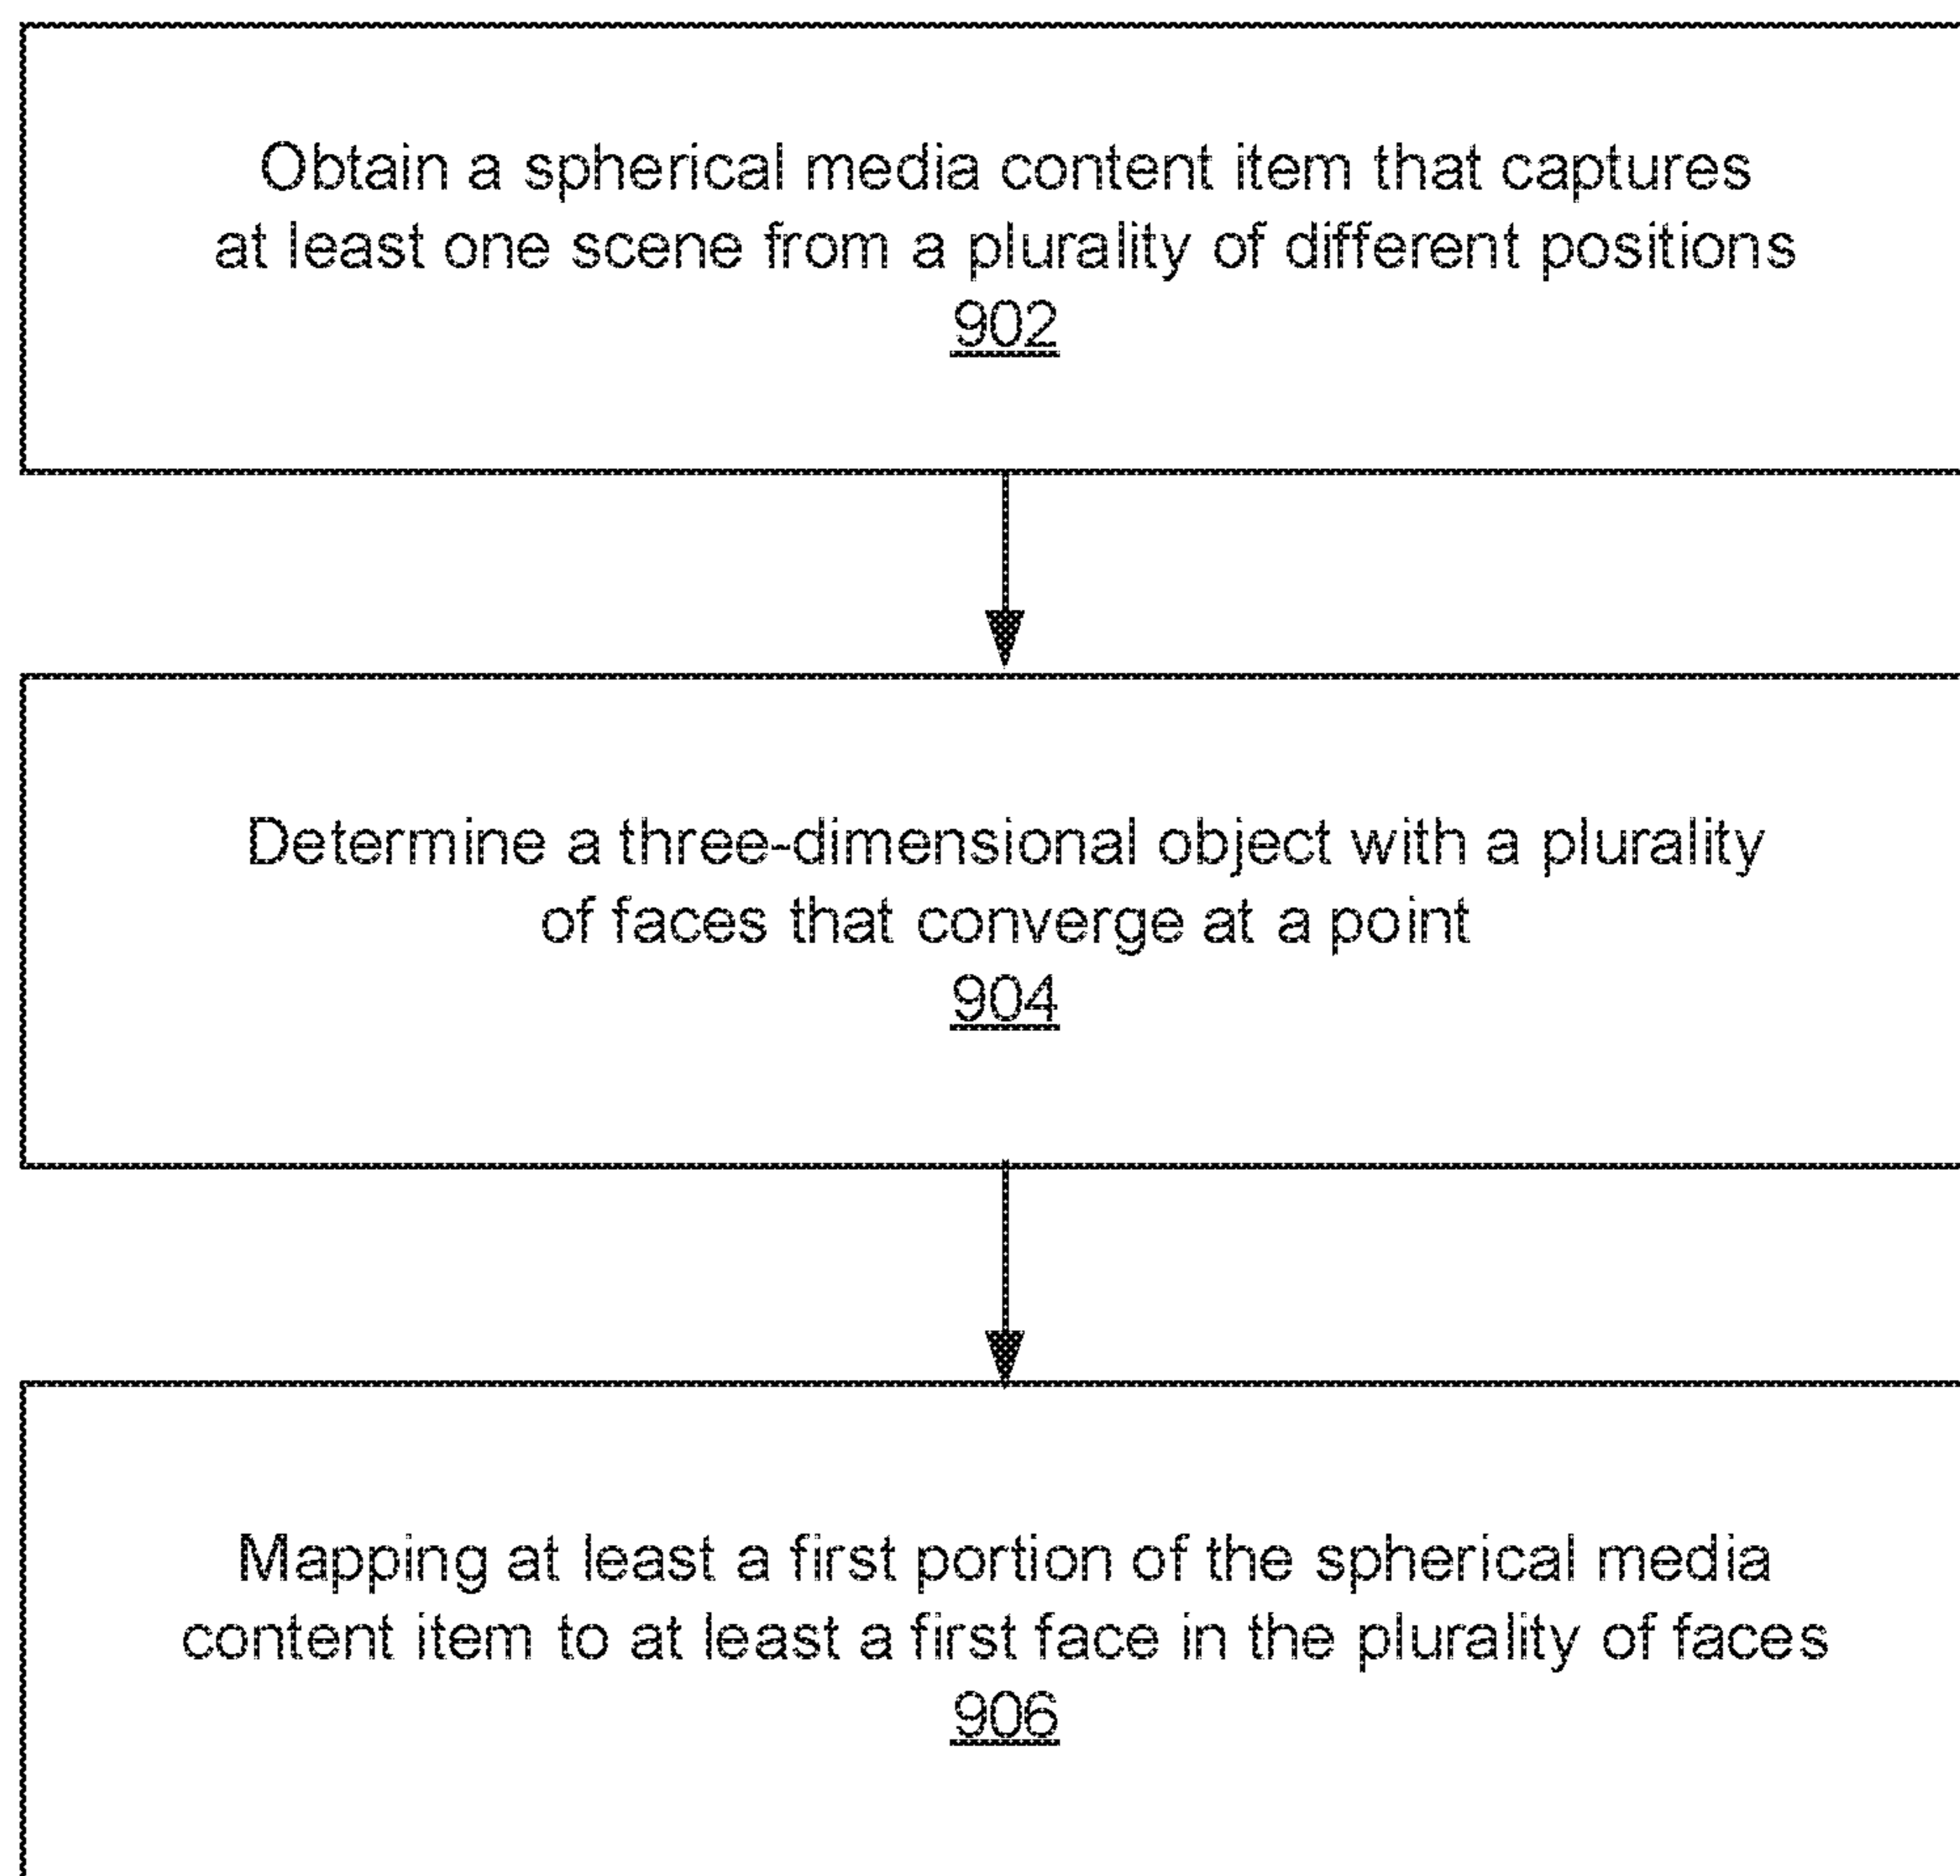 Obtain a spherical media content item that captures
at least one scene from a plurality of different positions
902
Determine a three-dimensional object with a plurality
of faces that converge at a point
904
Mapping at least a first portion of the spherical media
content item to at least a first face in the plurality of faces
906